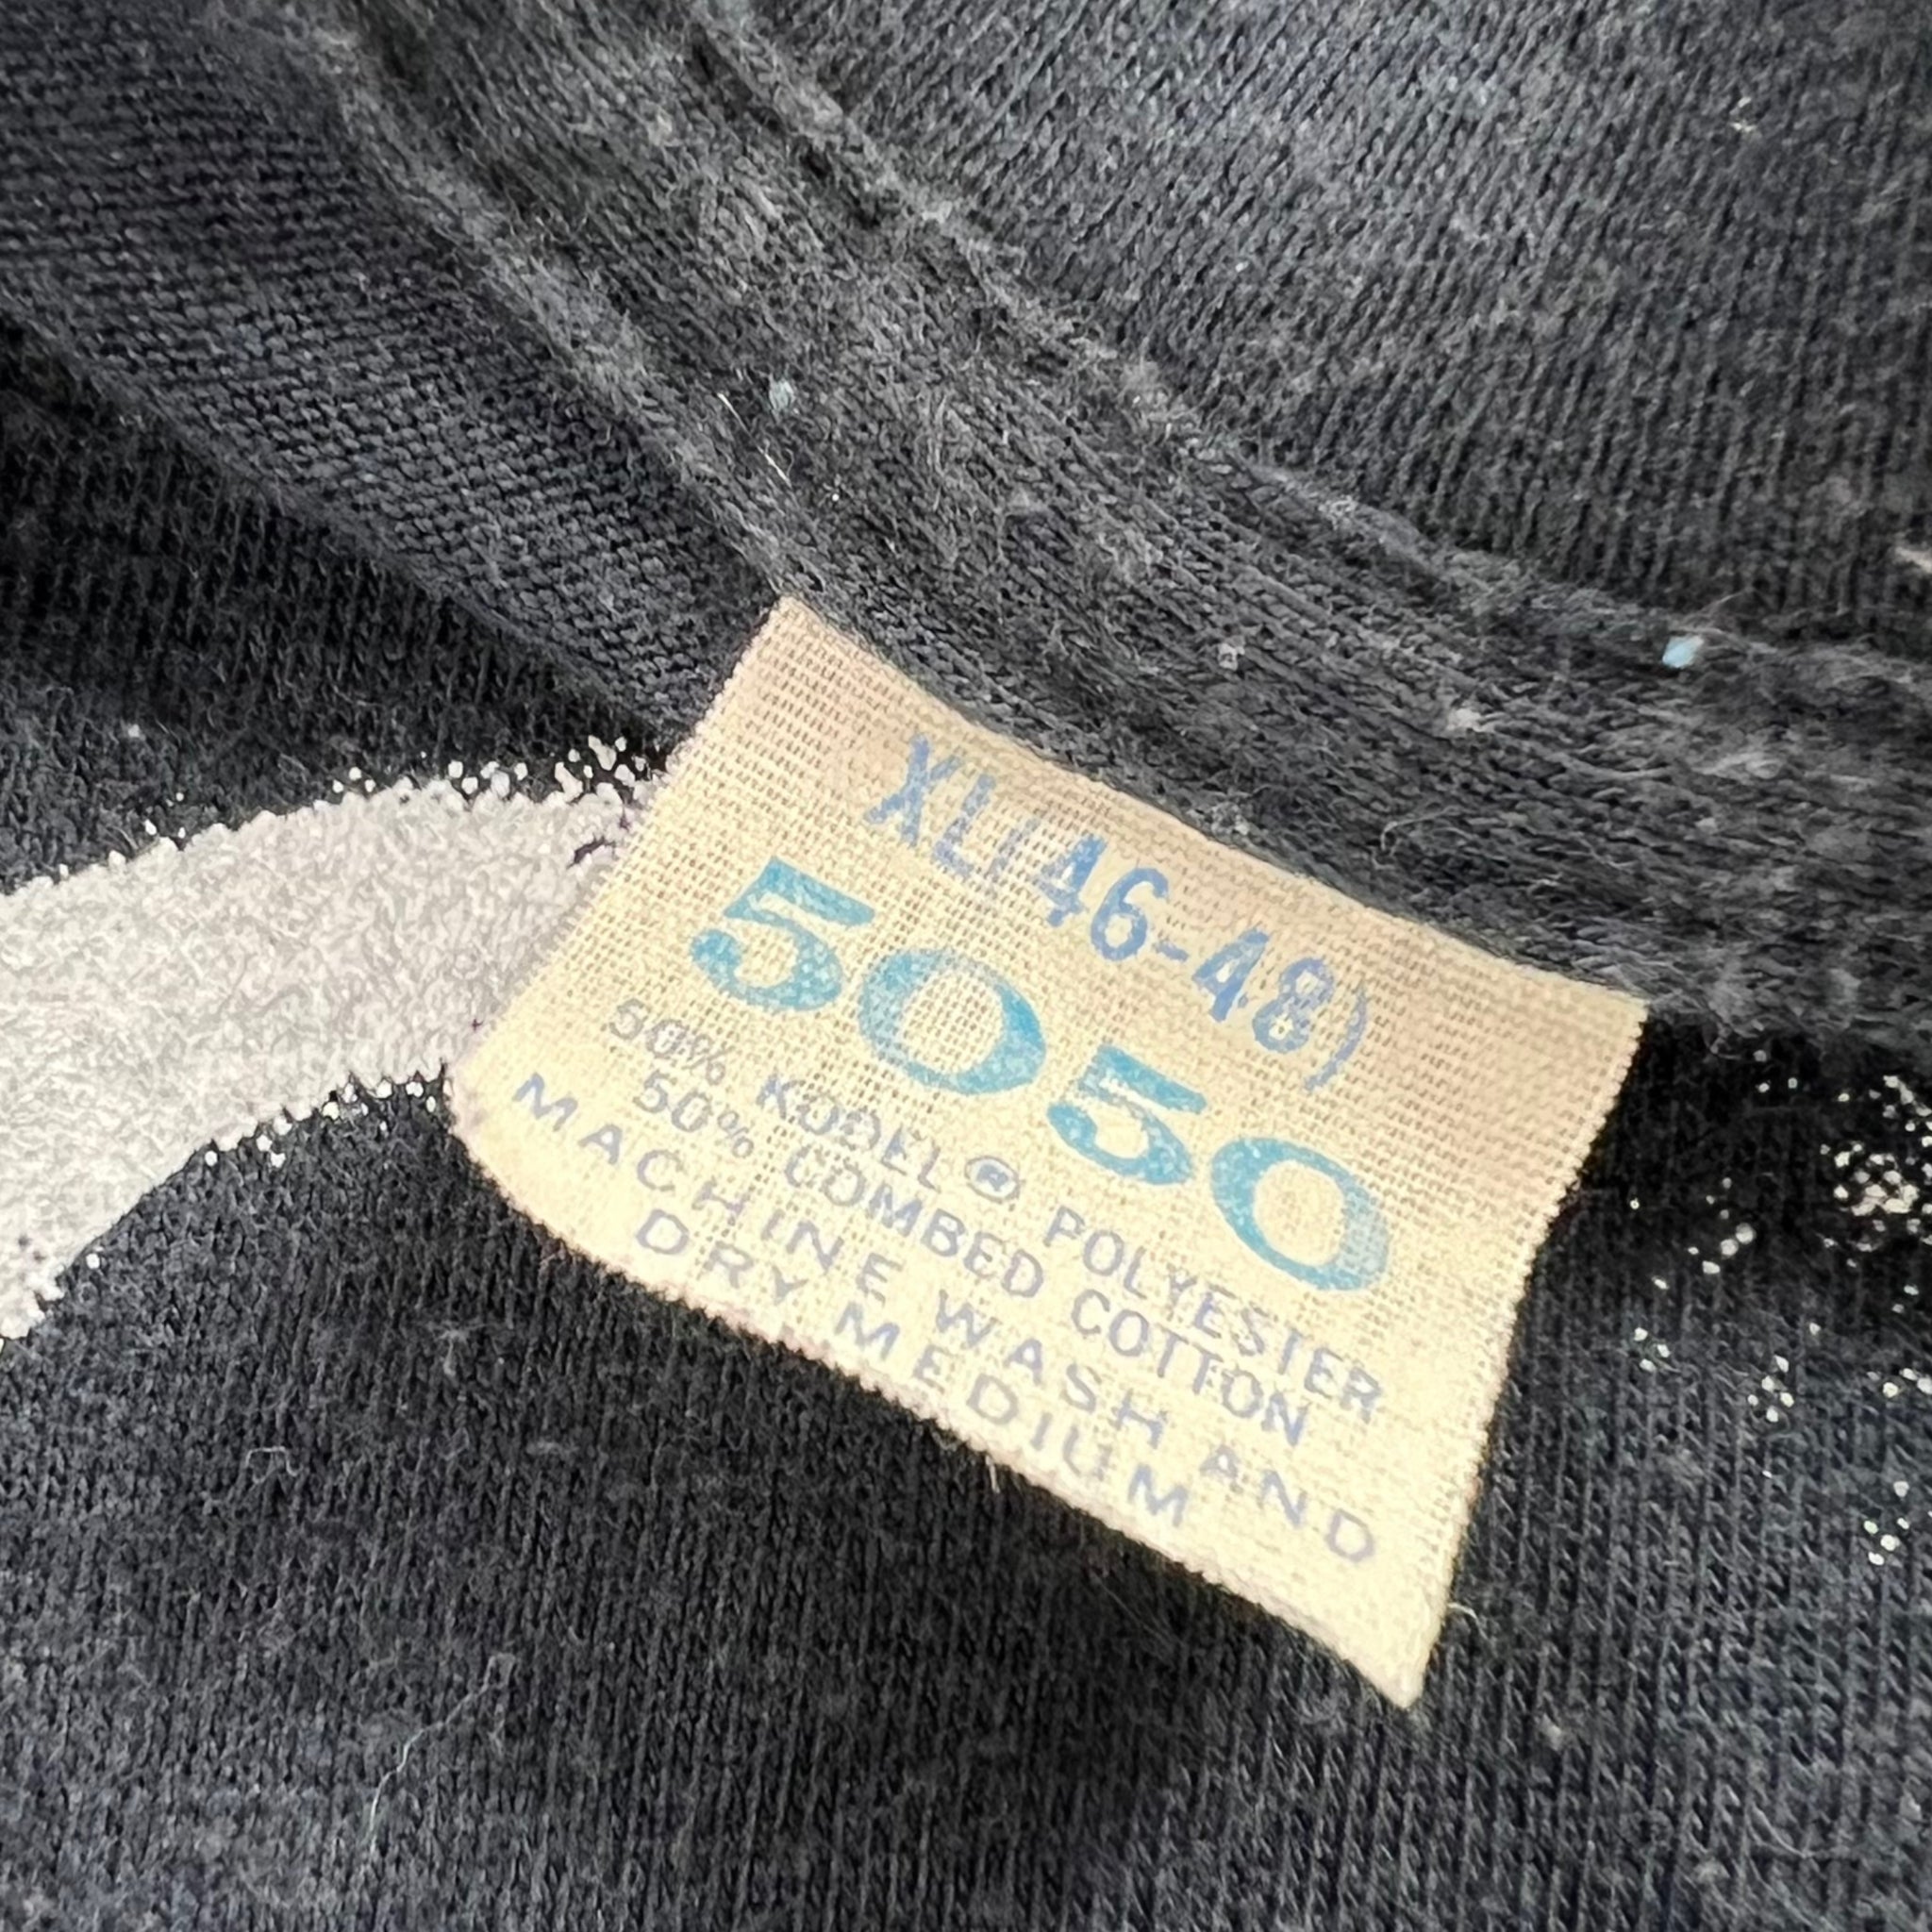 XL(46-48)
5050
50% KODEL® POLYESTER
50% COMBED COTTON
MACHINE WASH AND
DRY MEDIUM